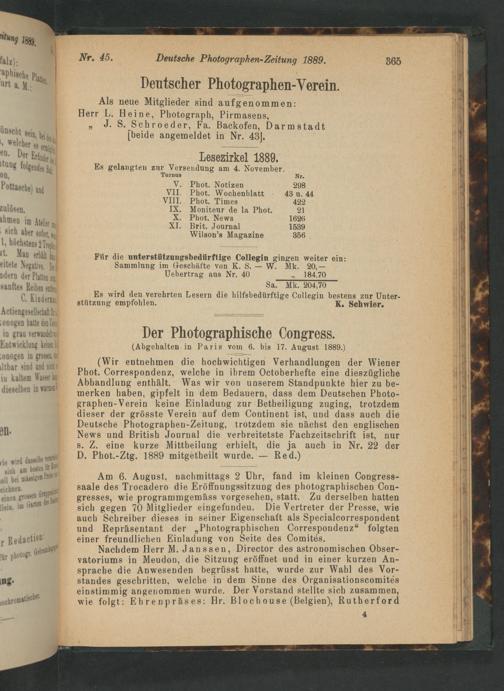 Nr. 45. Deutsche Photographen-Zeitung 1889. 365
Deutscher Photographen-Verein.
Als neue Mitglieder sind aufgenommen:
Herr L. Heine, Photograph, Pirmasens,
„ J. S. Schroeder, Fa. Backofen, Darmstadt
[beide angemeldet in Nr. 43].
Lesezirkel 1889.
Es gelangten zur Versendung am 4. November.
Turnus Nr.
V. Phot. Notizen 298
VII. Phot. Wochenblatt 43 u. 44
VIII. Phot. Times 422
IX. Moniteur de la Phot. 21
X. Phot. News 1626
XI. Brit. Journal 1539
Wilson's Magazine 356
Für die unterstützungsbedürftige Collegin gingen weiter ein:
Sammlung im Geschäfte von K. S. — W. Mk. 20,—
Uebertrag aus Nr. 40 „ 184,70
Sa. Mk. 204,70
Es wird den verehrten Lesern die hilfsbedürftige Collegin bestens zur Unter-
stützung empfohlen. K. Schwier.
Der Photographische Congress.
(Abgehalten in Paris vom 6. bis 17. August 1889.)
(Wir entnehmen die hochwichtigen Verhandlungen der Wiener
Phot. Correspondenz, welche in ihrem Octoberhefte eine diesbezügliche
Abhandlung enthält. Was wir von unserem Standpunkte hier zu be-
merken haben, gipfelt in dem Bedauern, dass dem Deutschen Photo-
graphen-Verein keine Einladung zur Betheiligung zuging, trotzdem
dieser der grösste Verein auf dem Continent ist, und dass auch die
Deutsche Photographen-Zeitung, trotzdem sie nächst den englischen
News und British Journal die verbreitetste Fachzeitschrift ist, nur
s. Z. eine kurze Mittheilung erhielt, die ja auch in Nr. 22 der
D. Phot.-Ztg. 1889 mitgetheilt wurde. — Red.)
Am 6. August, nachmittags 2 Uhr, fand im kleinen Congress-
saale des Trocadero die Eröffnungssitzung des photographischen Con-
gresses, wie programmgemäss vorgesehen, statt. Zu derselben hatten
sich gegen 70 Mitglieder eingefunden. Die Vertreter der Presse, wie
auch Schreiber dieses in seiner Eigenschaft als Specialcorrespondent
und Repräsentant der „Photographischen Correspondenz“ folgten
einer freundlichen Einladung von Seite des Comités.
Nachdem Herr M. Janssen, Director des astronomischen Obser-
vatoriums in Meudon, die Sitzung eröffnet und in einer kurzen An-
sprache die Anwesenden begrüsst hatte, wurde zur Wahl des Vor-
standes geschritten, welche in dem Sinne des Organisationscomités
einstimmig angenommen wurde. Der Vorstand stellte sich zusammen,
wie folgt: Ehrenpräses: Hr. Blochouse (Belgien), Rutherford
4